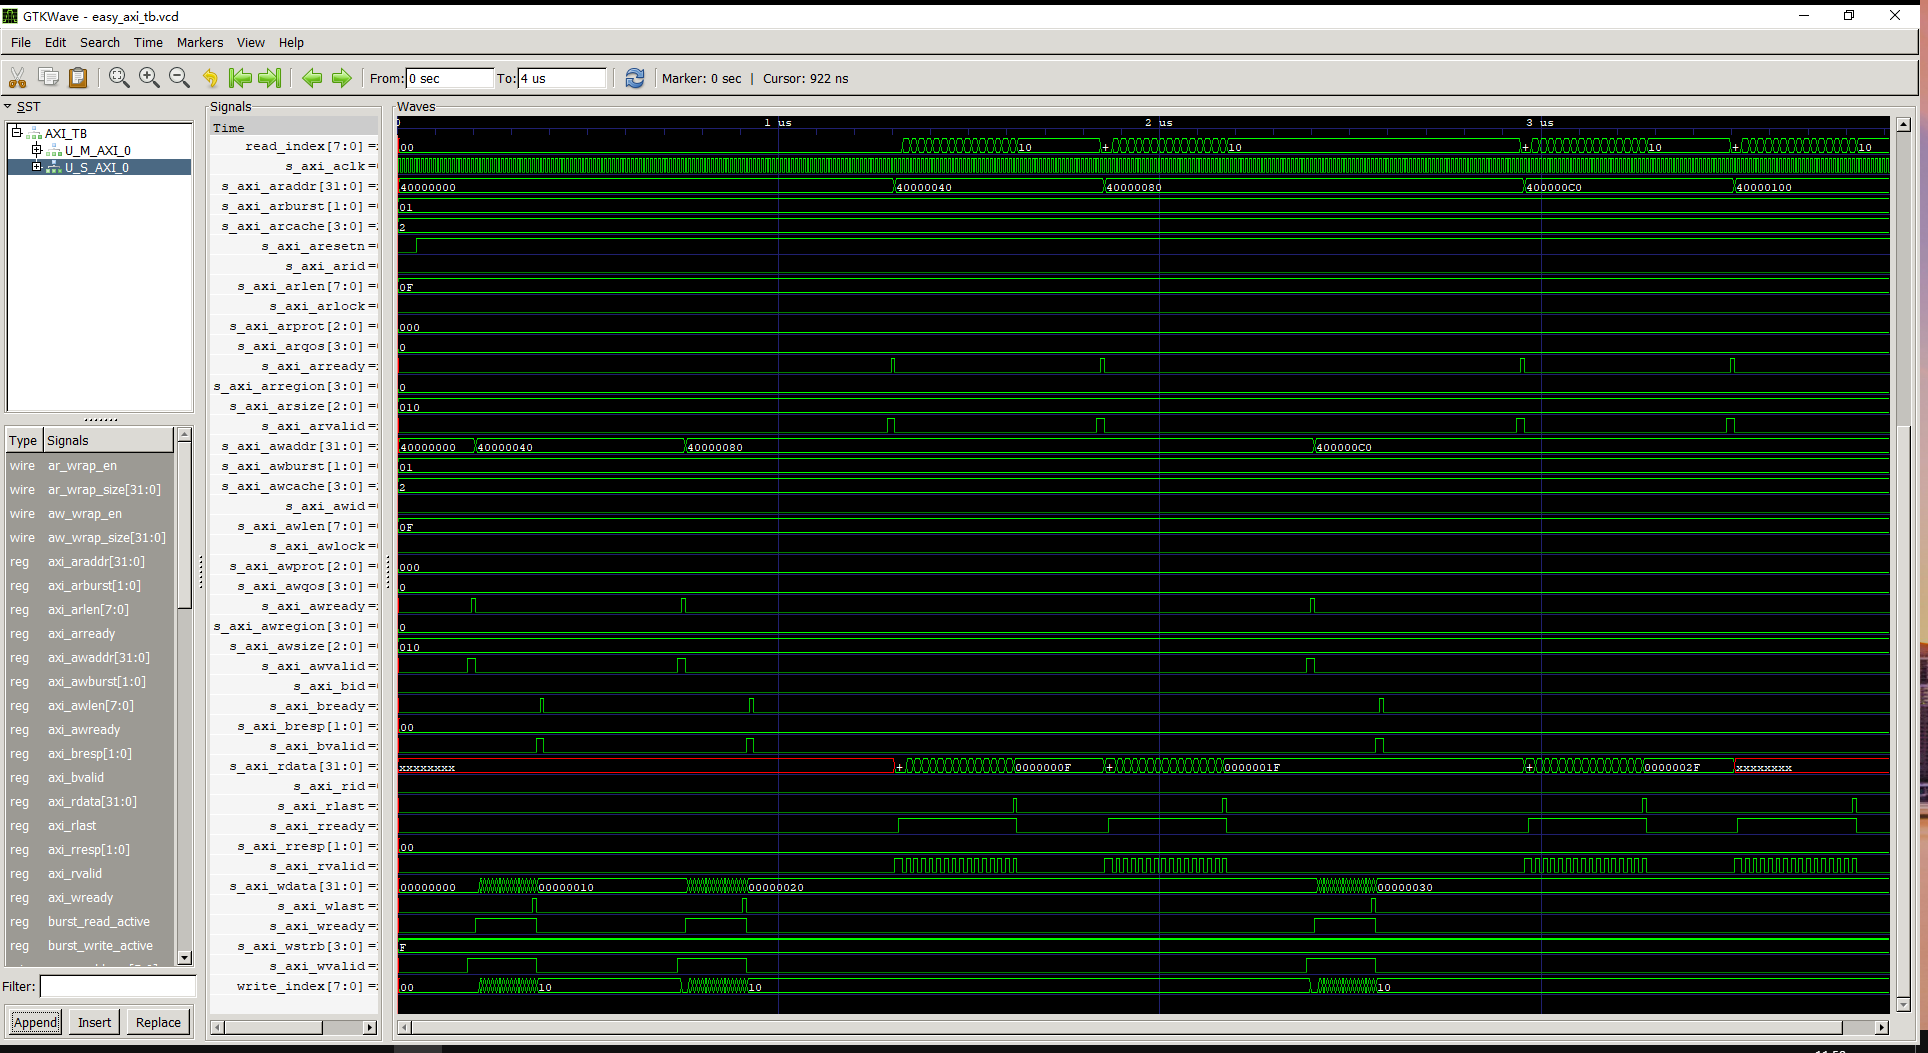 GTKWave - easy_axi_tb.vcd
File Edit Search Time Markers View Help
From: 0 sec To: 4 us Marker: 0 sec | Cursor: 922 ns
SST
AXI_TB
U_M_AXI_0
U_S_AXI_0
Type Signals
wire ar_wrap_en
wire ar_wrap_size[31:0]
wire aw_wrap_en
wire aw_wrap_size[31:0]
reg axi_araddr[31:0]
reg axi_arburst[1:0]
reg axi_arlen[7:0]
reg axi_arready
reg axi_awaddr[31:0]
reg axi_awburst[1:0]
reg axi_awlen[7:0]
reg axi_awready
reg axi_bresp[1:0]
reg axi_bvalid
reg axi_rdata[31:0]
reg axi_rlast
reg axi_rresp[1:0]
reg axi_rvalid
reg axi_wready
reg burst_read_active
reg burst_write_active
Filter:
Append Insert Replace
Signals
Waves
Time 0 1 us 2 us 3 us
read_index[7:0] = 00 10 + 10 + 10 + 10
s_axi_aclk =
s_axi_araddr[31:0] = 40000000 40000040 40000080 400000C0 40000100
s_axi_arburst[1:0] = 01
s_axi_arcache[3:0] = 2
s_axi_aresetn =
s_axi_arid =
s_axi_arlen[7:0] = 0F
s_axi_arlock =
s_axi_arprot[2:0] = 000
s_axi_arqos[3:0] = 0
s_axi_arready =
s_axi_arregion[3:0] = 0
s_axi_arsize[2:0] = 010
s_axi_arvalid =
s_axi_awaddr[31:0] = 40000000 40000040 40000080 400000C0
s_axi_awburst[1:0] = 01
s_axi_awcache[3:0] = 2
s_axi_awid =
s_axi_awlen[7:0] = 0F
s_axi_awlock =
s_axi_awprot[2:0] = 000
s_axi_awqos[3:0] = 0
s_axi_awready =
s_axi_awregion[3:0] = 0
s_axi_awsize[2:0] = 010
s_axi_awvalid =
s_axi_bid =
s_axi_bready =
s_axi_bresp[1:0] = 00
s_axi_bvalid =
s_axi_rdata[31:0] = xxxxxxxx + 0000000F + 0000001F + 0000002F xxxxxxxx
s_axi_rid =
s_axi_rlast =
s_axi_rready =
s_axi_rresp[1:0] = 00
s_axi_rvalid =
s_axi_wdata[31:0] = 00000000 00000010 00000020 00000030
s_axi_wlast =
s_axi_wready =
s_axi_wstrb[3:0] = F
s_axi_wvalid =
write_index[7:0] = 00 10 10 10